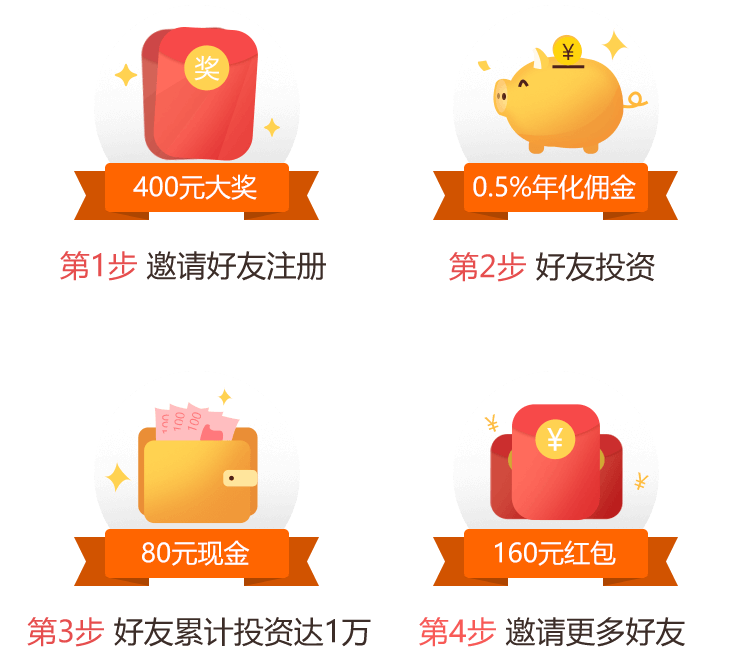 奖
¥
400元大奖
0.5%年化佣金
第1步 邀请好友注册
第2步 好友投资
100
100
100
¥
¥
¥
80元现金
160元红包
第3步 好友累计投资达1万
第4步 邀请更多好友